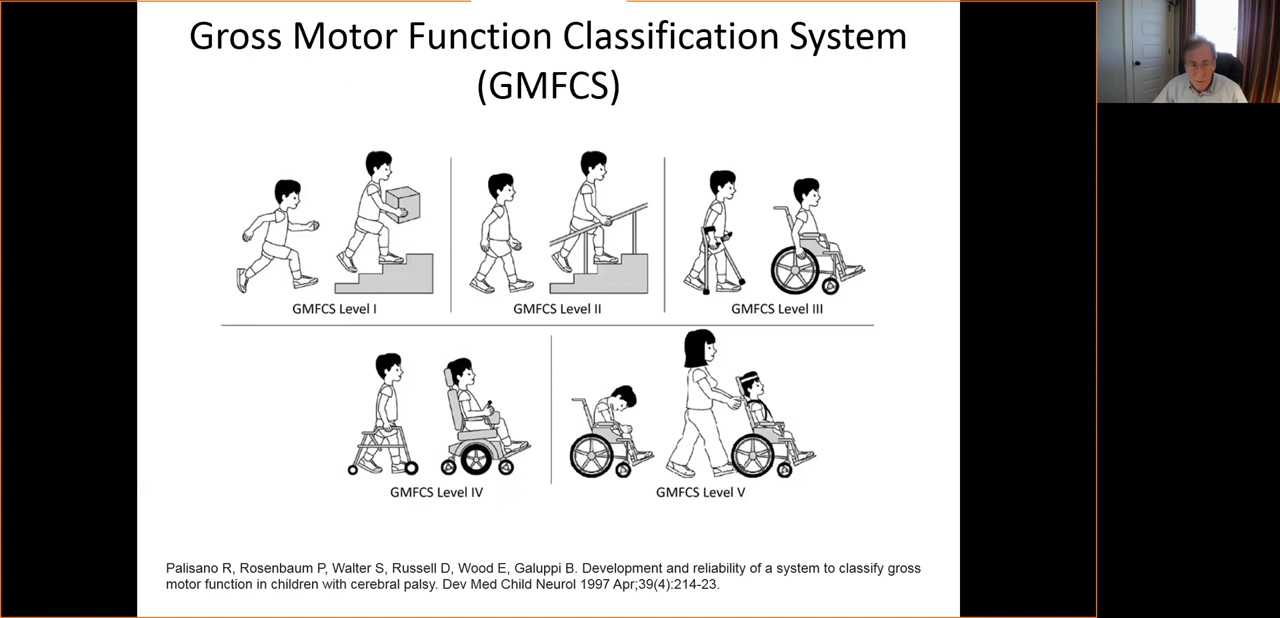 Gross Motor Function Classification System
(GMFCS)
GMFCS Level I
GMFCS Level II
GMFCS Level III
GMFCS Level IV
GMFCS Level V
Palisano R, Rosenbaum P, Walter S, Russell D, Wood E, Galuppi B. Development and reliability of a system to classify gross
motor function in children with cerebral palsy. Dev Med Child Neurol 1997 Apr;39(4):214-23.